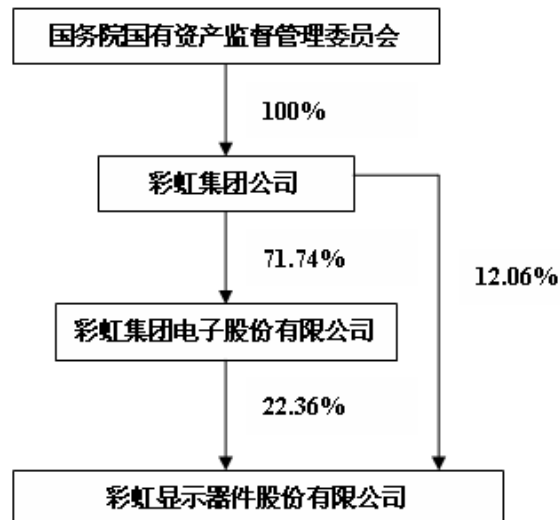 国务院国有资产监督管理委员会
100%
彩虹集团公司
71.74%
12.06%
彩虹集团电子股份有限公司
22.36%
彩虹显示器件股份有限公司